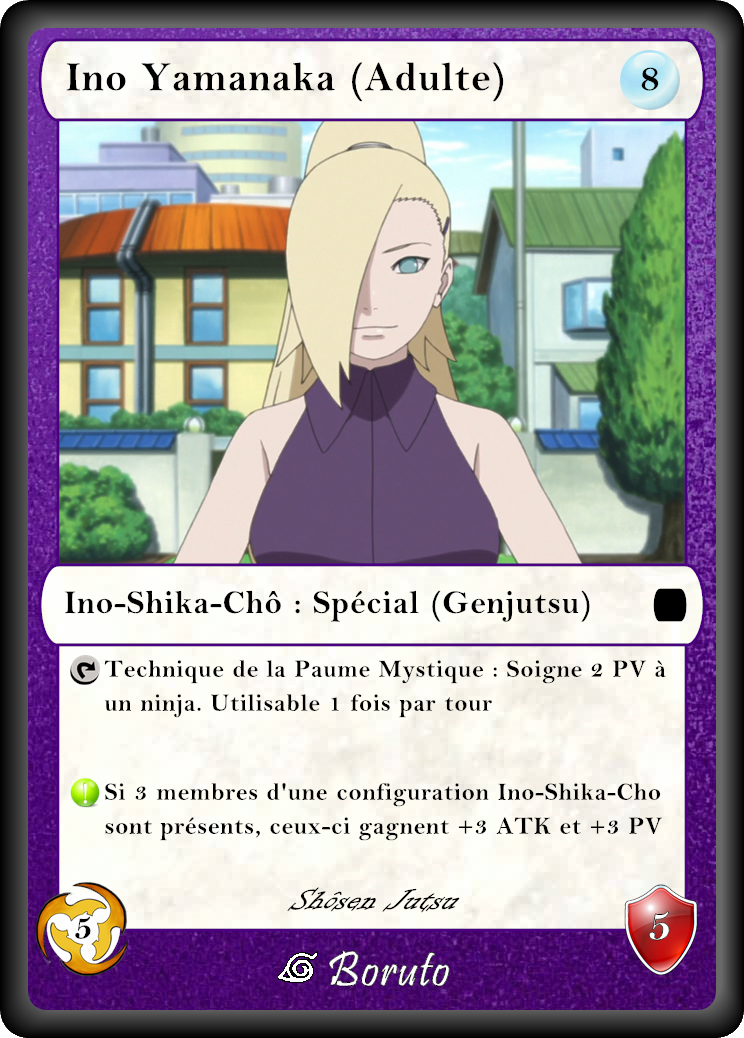 Ino Yamanaka (Adulte)
8
Ino-Shika-Chô : Spécial (Genjutsu)
Technique de la Paume Mystique : Soigne 2 PV à
un ninja. Utilisable 1 fois par tour
Si 3 membres d'une configuration Ino-Shika-Cho
sont présents, ceux-ci gagnent +3 ATK et +3 PV
Shôsen Jutsu
5
5
Boruto